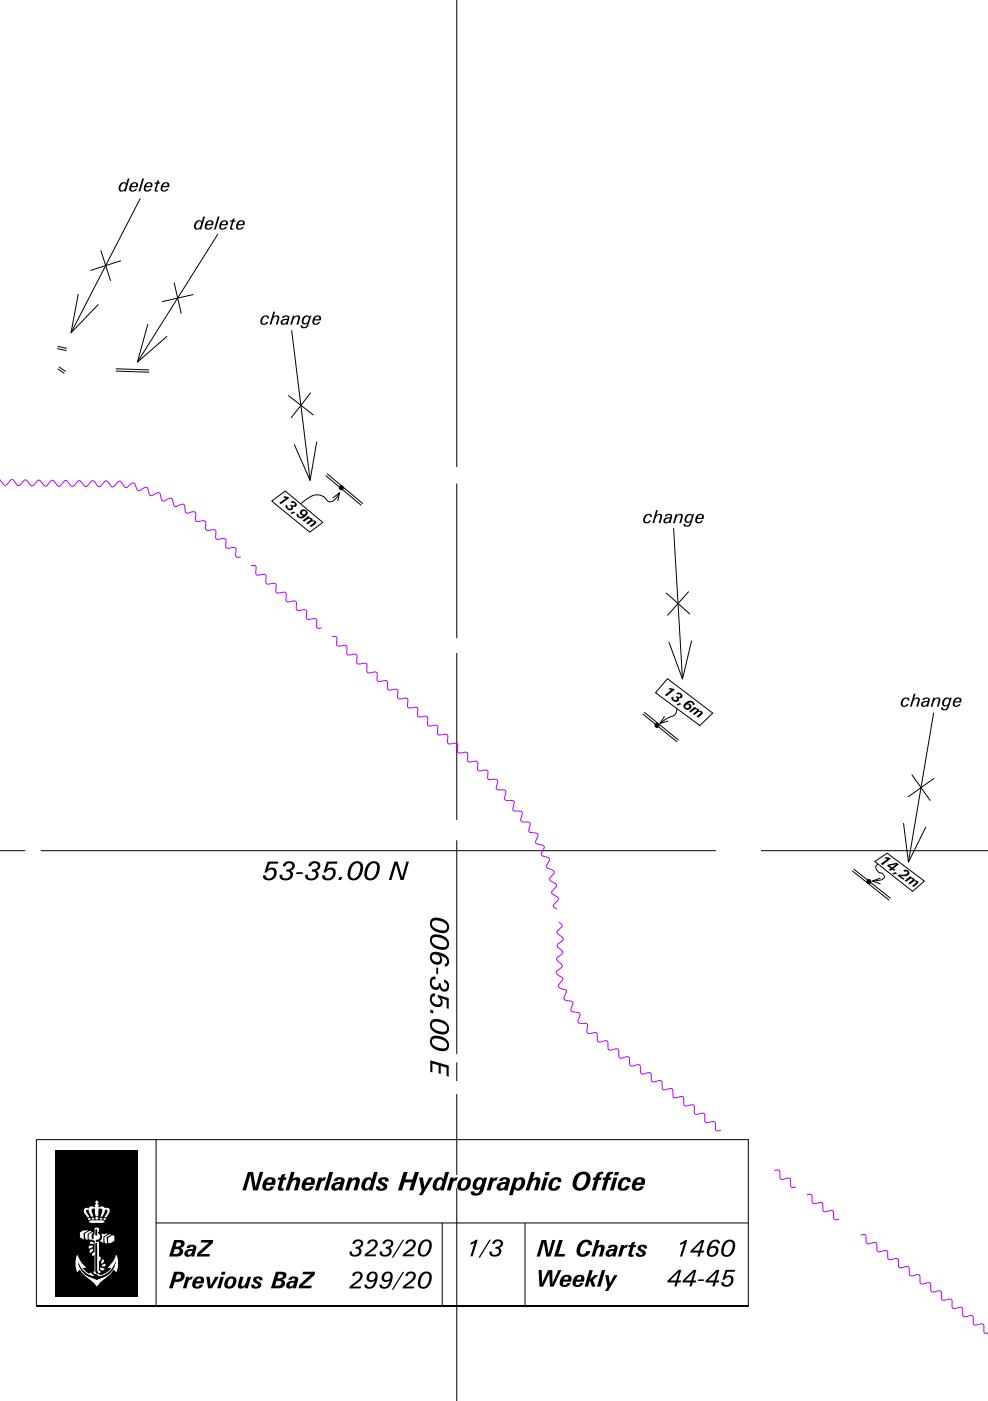 delete
delete
change
13,9m
change
13,6m
change
14,2m
53-35.00 N
006-35.00 E
Netherlands Hydrographic Office
BaZ 323/20 1/3 NL Charts 1460
Previous BaZ 299/20 Weekly 44-45